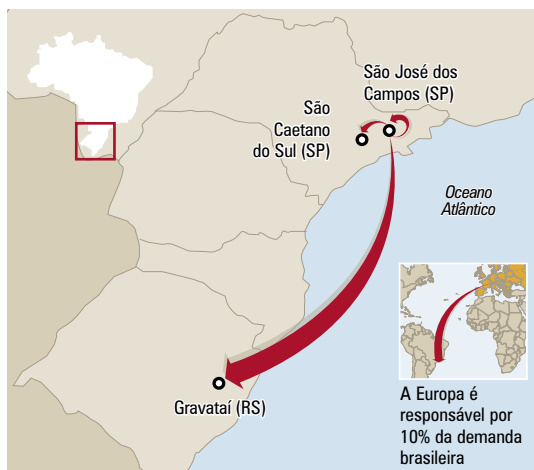 São José dos
Campos (SP)
São
Caetano
do Sul (SP)
Oceano
Atlântico
Gravataí (RS)
A Europa é
responsável por
10% da demanda
brasileira